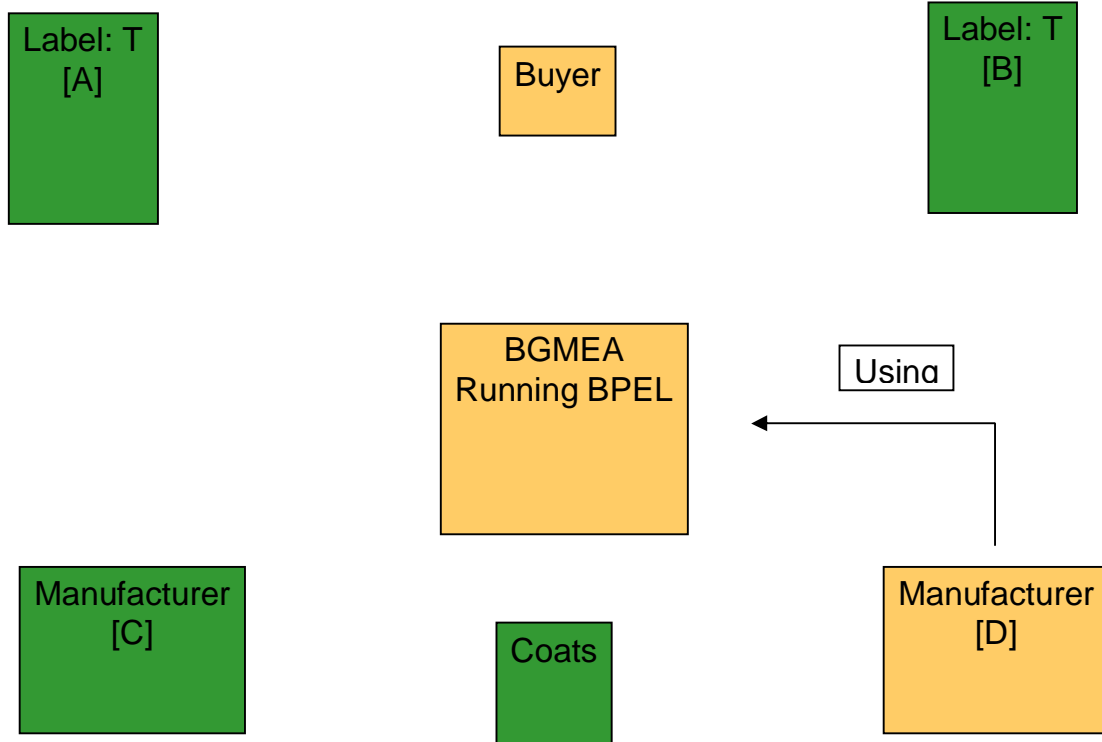 Label: T
[A]
Buyer
Label: T
[B]
BGMEA
Running BPEL
Using
Manufacturer
[C]
Coats
Manufacturer
[D]